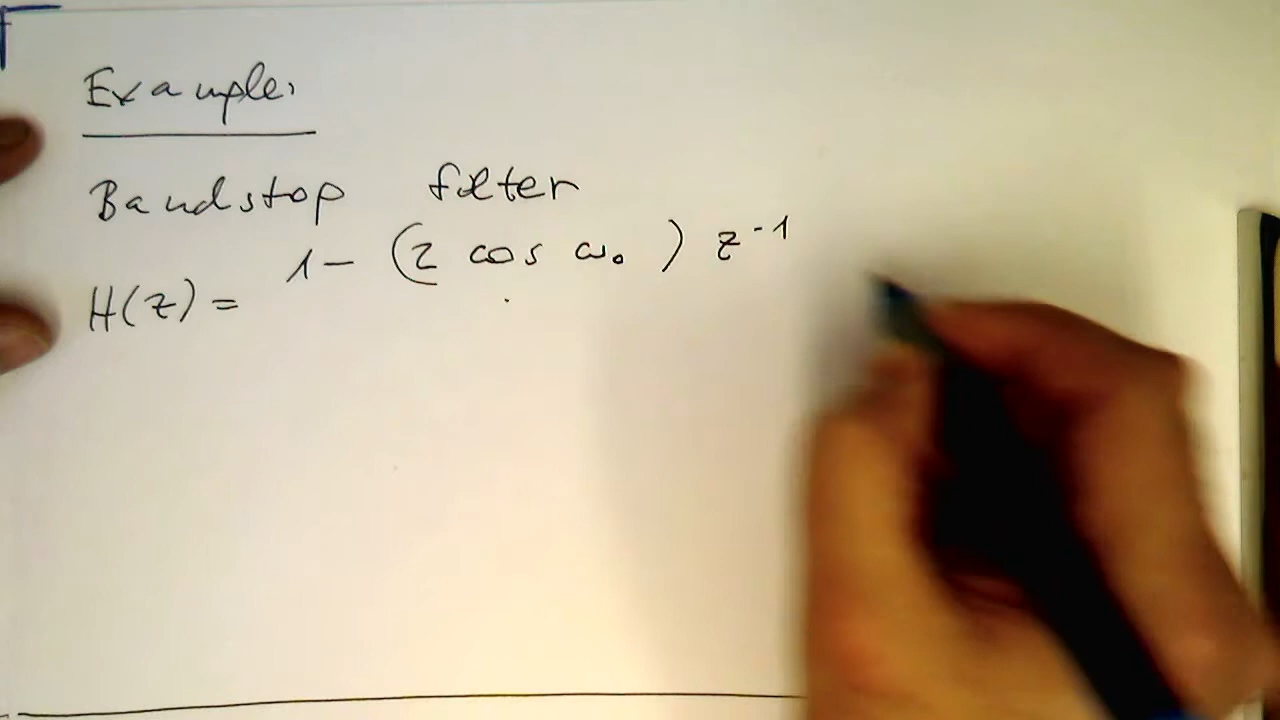 Example:
Bandstop filter
1 - (2 cos ω₀ ) z⁻¹
H(z) =